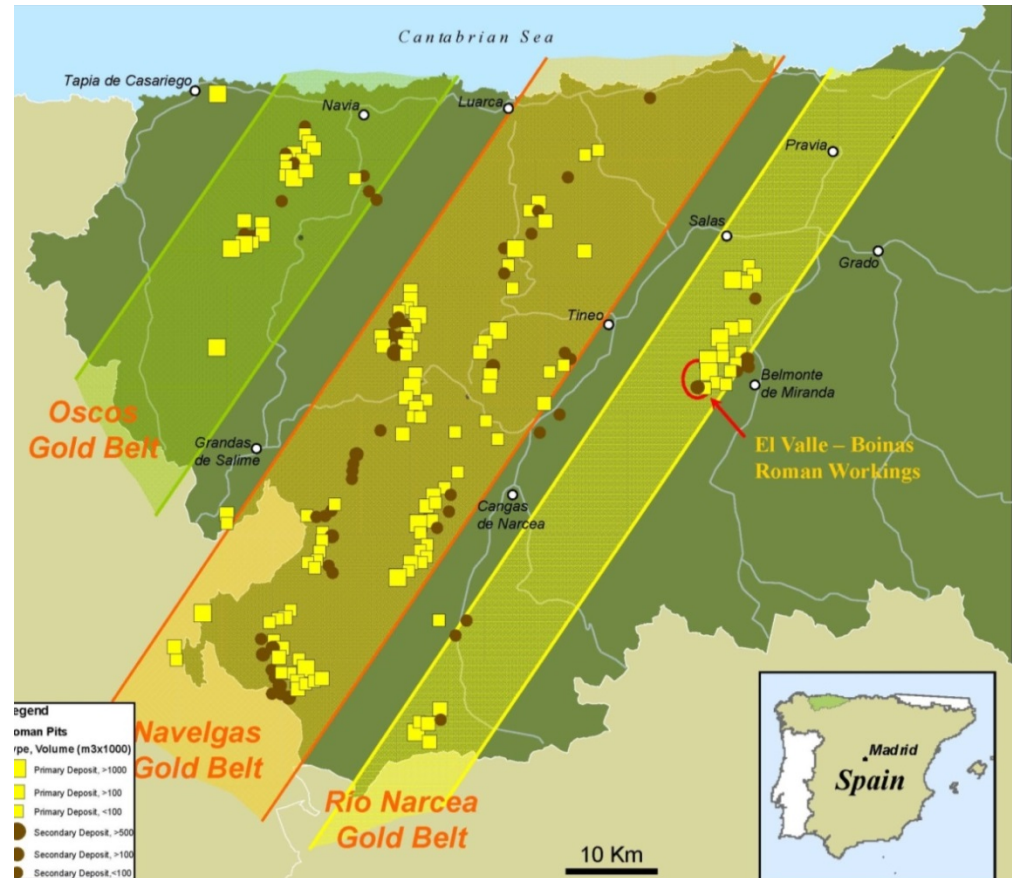 Cantabrian Sea
Tapia de Casariego
Navia
Luarca
Pravia
Salas
Grado
Tineo
Belmonte
de Miranda
Oscos
Gold Belt
Grandas
de Salime
El Valle – Boinas
Roman Workings
Cangas
de Narcea
Navelgas
Gold Belt
Río Narcea
Gold Belt
egend
oman Pits
ype, Volume (m3x1000)
Primary Deposit, >1000
Primary Deposit, >100
Primary Deposit, <100
Secondary Deposit, >500
Secondary Deposit, >100
Secondary Deposit,<100
10 Km
Madrid
Spain